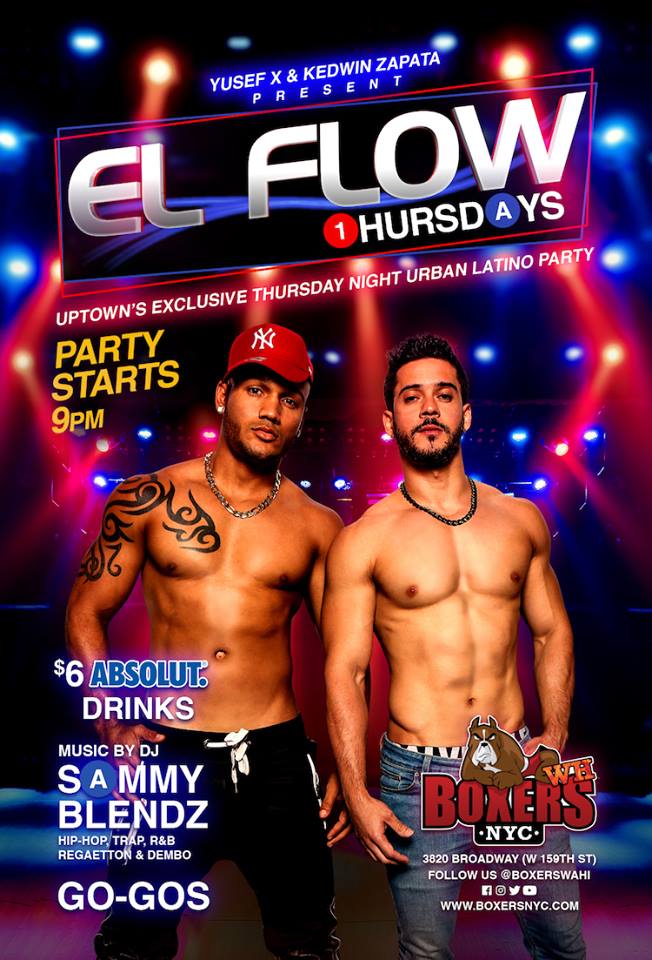 YUSEF X & KEDWIN ZAPATA
PRESENT
EL FLOW
1HURSDAYS
UPTOWN'S EXCLUSIVE THURSDAY NIGHT URBAN LATINO PARTY
PARTY
STARTS
9PM
NY
$6 ABSOLUT.
DRINKS
MUSIC BY DJ
SAMMY
BLENDZ
HIP-HOP, TRAP, R&B
REGAETTON & DEMBO
GO-GOS
WH
BOXERS
·NYC·
3820 BROADWAY (W 159TH ST)
FOLLOW US @BOXERSWAHI
WWW.BOXERSNYC.COM